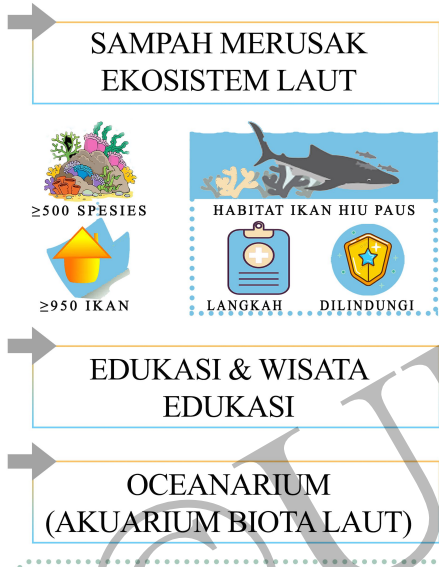 SAMPAH MERUSAK
EKOSISTEM LAUT
≥500 SPESIES
HABITAT IKAN HIU PAUS
≥950 IKAN
LANGKAH
DILINDUNGI
EDUKASI & WISATA
EDUKASI
OCEANARIUM
(AKUARIUM BIOTA LAUT)